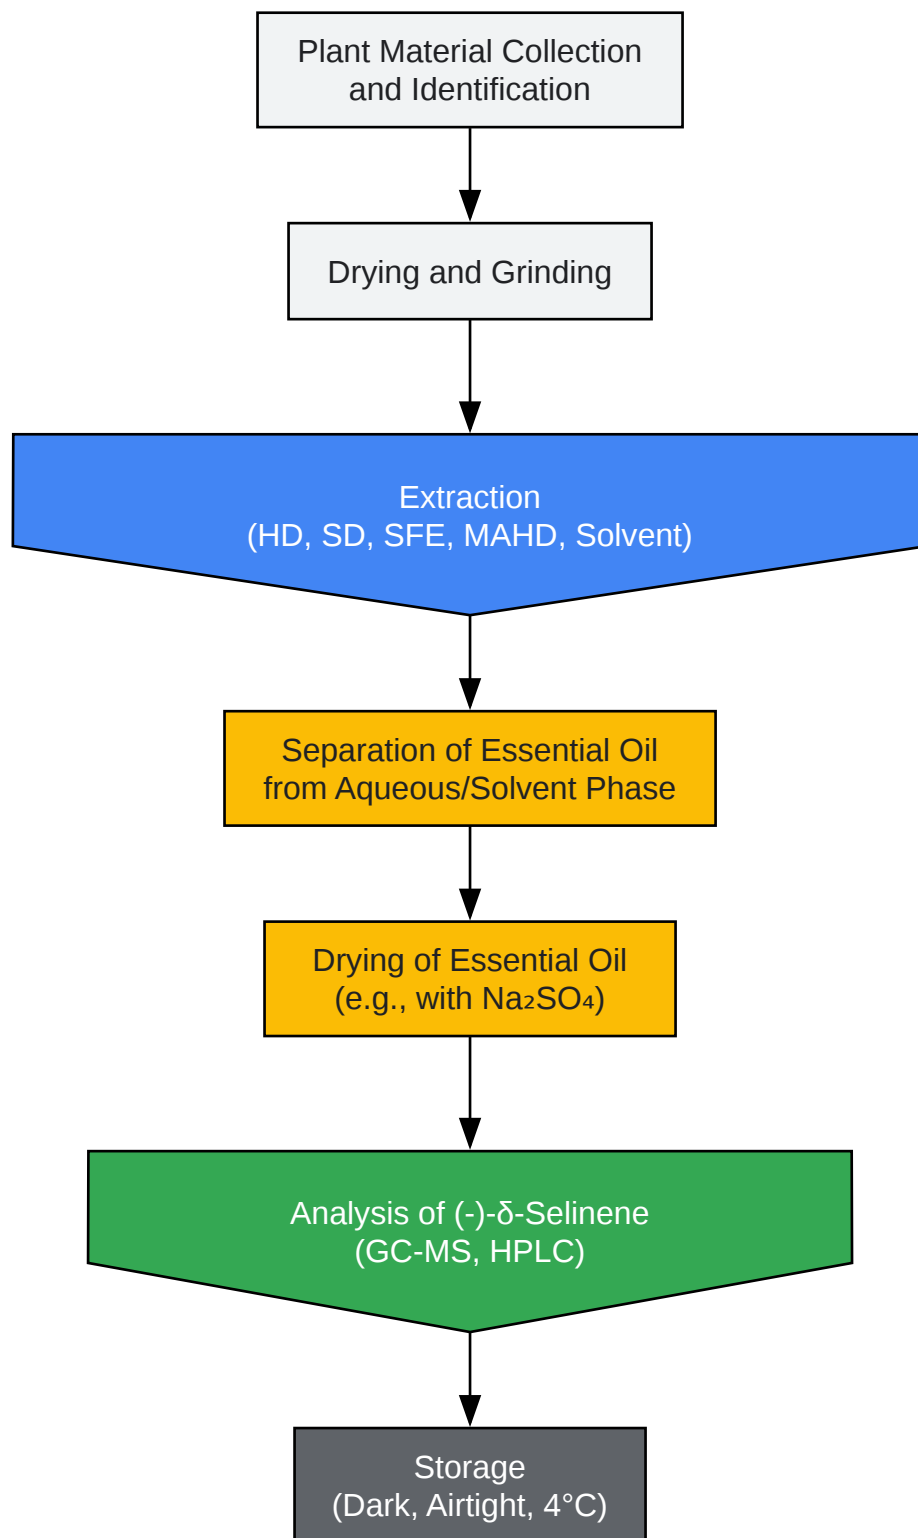 Plant Material Collection
and Identification
Drying and Grinding
Extraction
(HD, SD, SFE, MAHD, Solvent)
Separation of Essential Oil
from Aqueous/Solvent Phase
Drying of Essential Oil
(e.g., with Na₂SO₄)
Analysis of (-)-δ-Selinene
(GC-MS, HPLC)
Storage
(Dark, Airtight, 4°C)